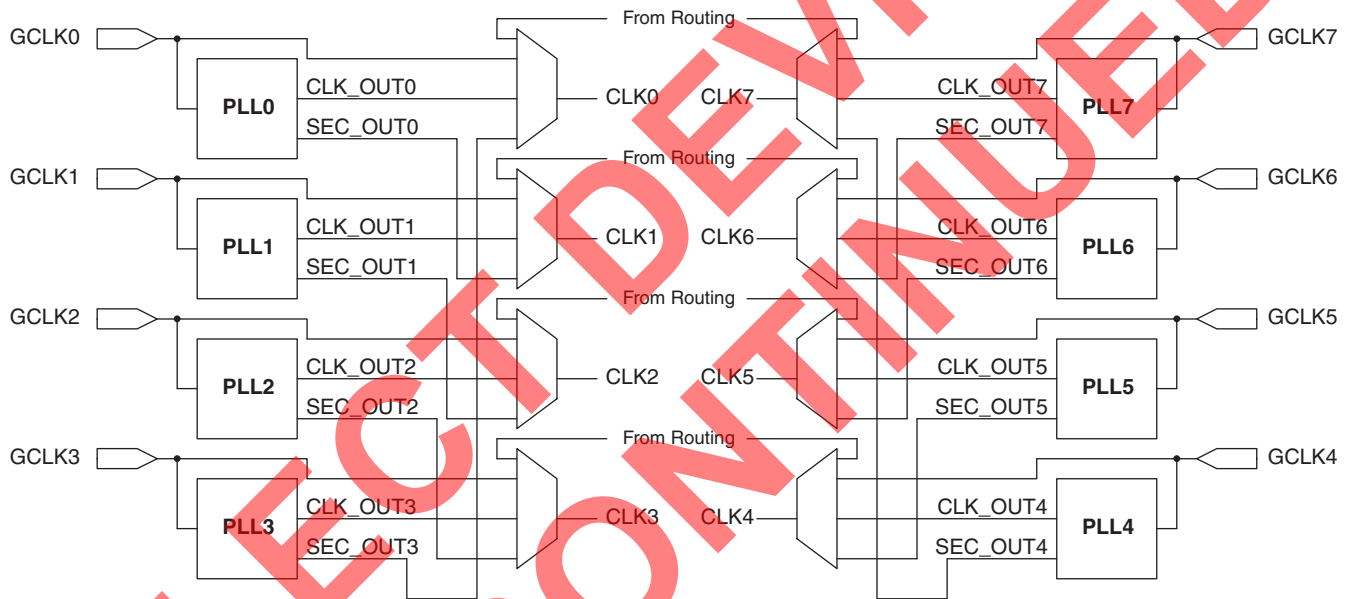 From Routing
GCLK0
GCLK7
CLK_OUT0
CLK0
CLK7
CLK_OUT7
PLL0
PLL7
SEC_OUT0
SEC_OUT7
From Routing
GCLK1
GCLK6
CLK_OUT1
CLK1
CLK6
CLK_OUT6
PLL1
PLL6
SEC_OUT1
SEC_OUT6
From Routing
GCLK2
GCLK5
CLK_OUT2
CLK2
CLK5
CLK_OUT5
PLL2
PLL5
SEC_OUT2
SEC_OUT5
From Routing
GCLK3
GCLK4
CLK_OUT3
CLK3
CLK4
CLK_OUT4
PLL3
PLL4
SEC_OUT3
SEC_OUT4
LECT DEVI
ONTINUED